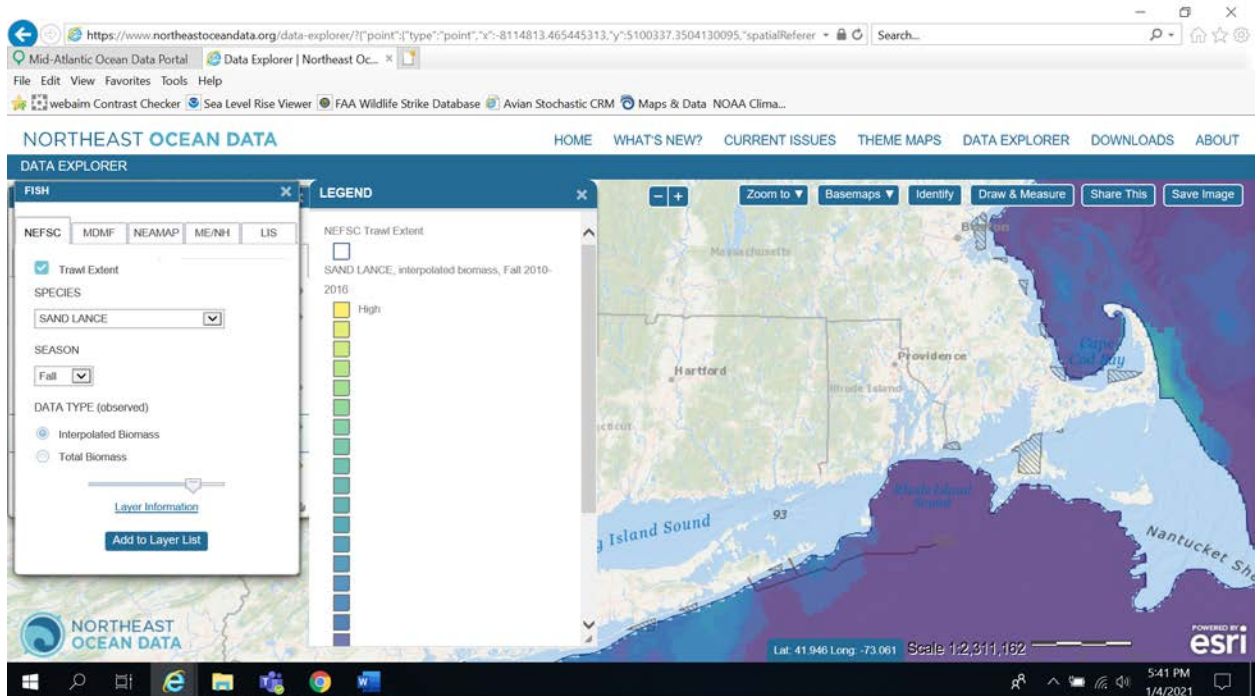 https://www.northeastoceandata.org/data-explorer/?{"point":{"type":"point","x":-8114813.465445313,"y":5100337.3504130095,"spatialReferer
Search...
Mid-Atlantic Ocean Data Portal
Data Explorer | Northeast Oc...
File Edit View Favorites Tools Help
webaim Contrast Checker Sea Level Rise Viewer FAA Wildlife Strike Database Avian Stochastic CRM Maps & Data NOAA Clima...
NORTHEAST OCEAN DATA
HOME WHAT'S NEW? CURRENT ISSUES THEME MAPS DATA EXPLORER DOWNLOADS ABOUT
DATA EXPLORER
FISH
NEFSC MDMF NEAMAP ME/NH LIS
Trawl Extent
SPECIES
SAND LANCE
SEASON
Fall
DATA TYPE (observed)
Interpolated Biomass
Total Biomass
Layer Information
Add to Layer List
LEGEND
NEFSC Trawl Extent
SAND LANCE, interpolated biomass, Fall 2010-
2016
High
Zoom to ▼ Basemaps ▼ Identify Draw & Measure Share This Save Image
Boston
Massachusetts
Cape
Cod Bay
Providence
Hartford
Rhode Island
ecticut
Rhode Island
Sound
93
g Island Sound
Nantucket Sho
NORTHEAST
OCEAN DATA
Lat: 41.946 Long: -73.061
Scale 1:2,311,162
POWERED BY
esri
5:41 PM
1/4/2021